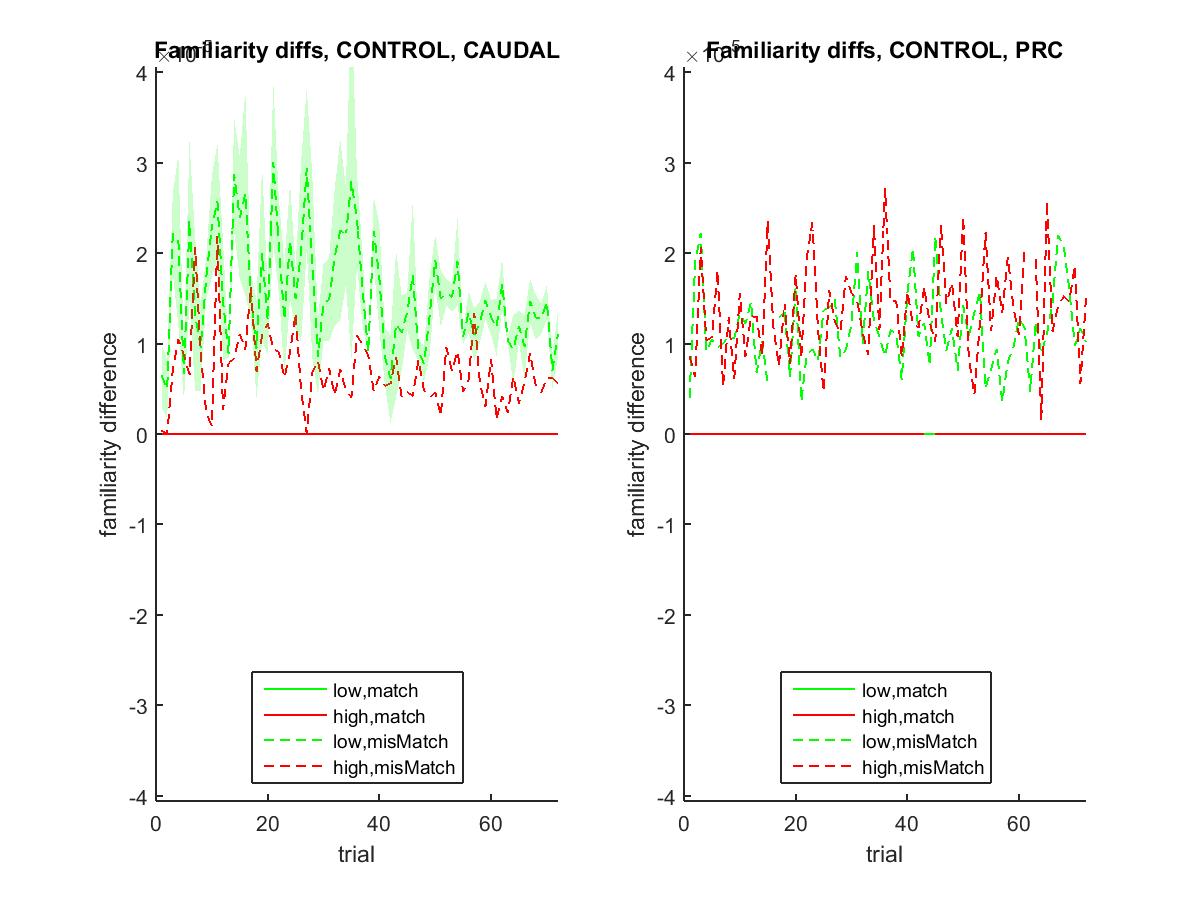 Familiarity diffs, CONTROL, CAUDAL
× 10-5
4
3
2
1
0
-1
-2
-3
-4
familiarity difference
low,match
high,match
low,misMatch
high,misMatch
0 20 40 60
trial
Familiarity diffs, CONTROL, PRC
× 10-5
4
3
2
1
0
-1
-2
-3
-4
familiarity difference
low,match
high,match
low,misMatch
high,misMatch
0 20 40 60
trial